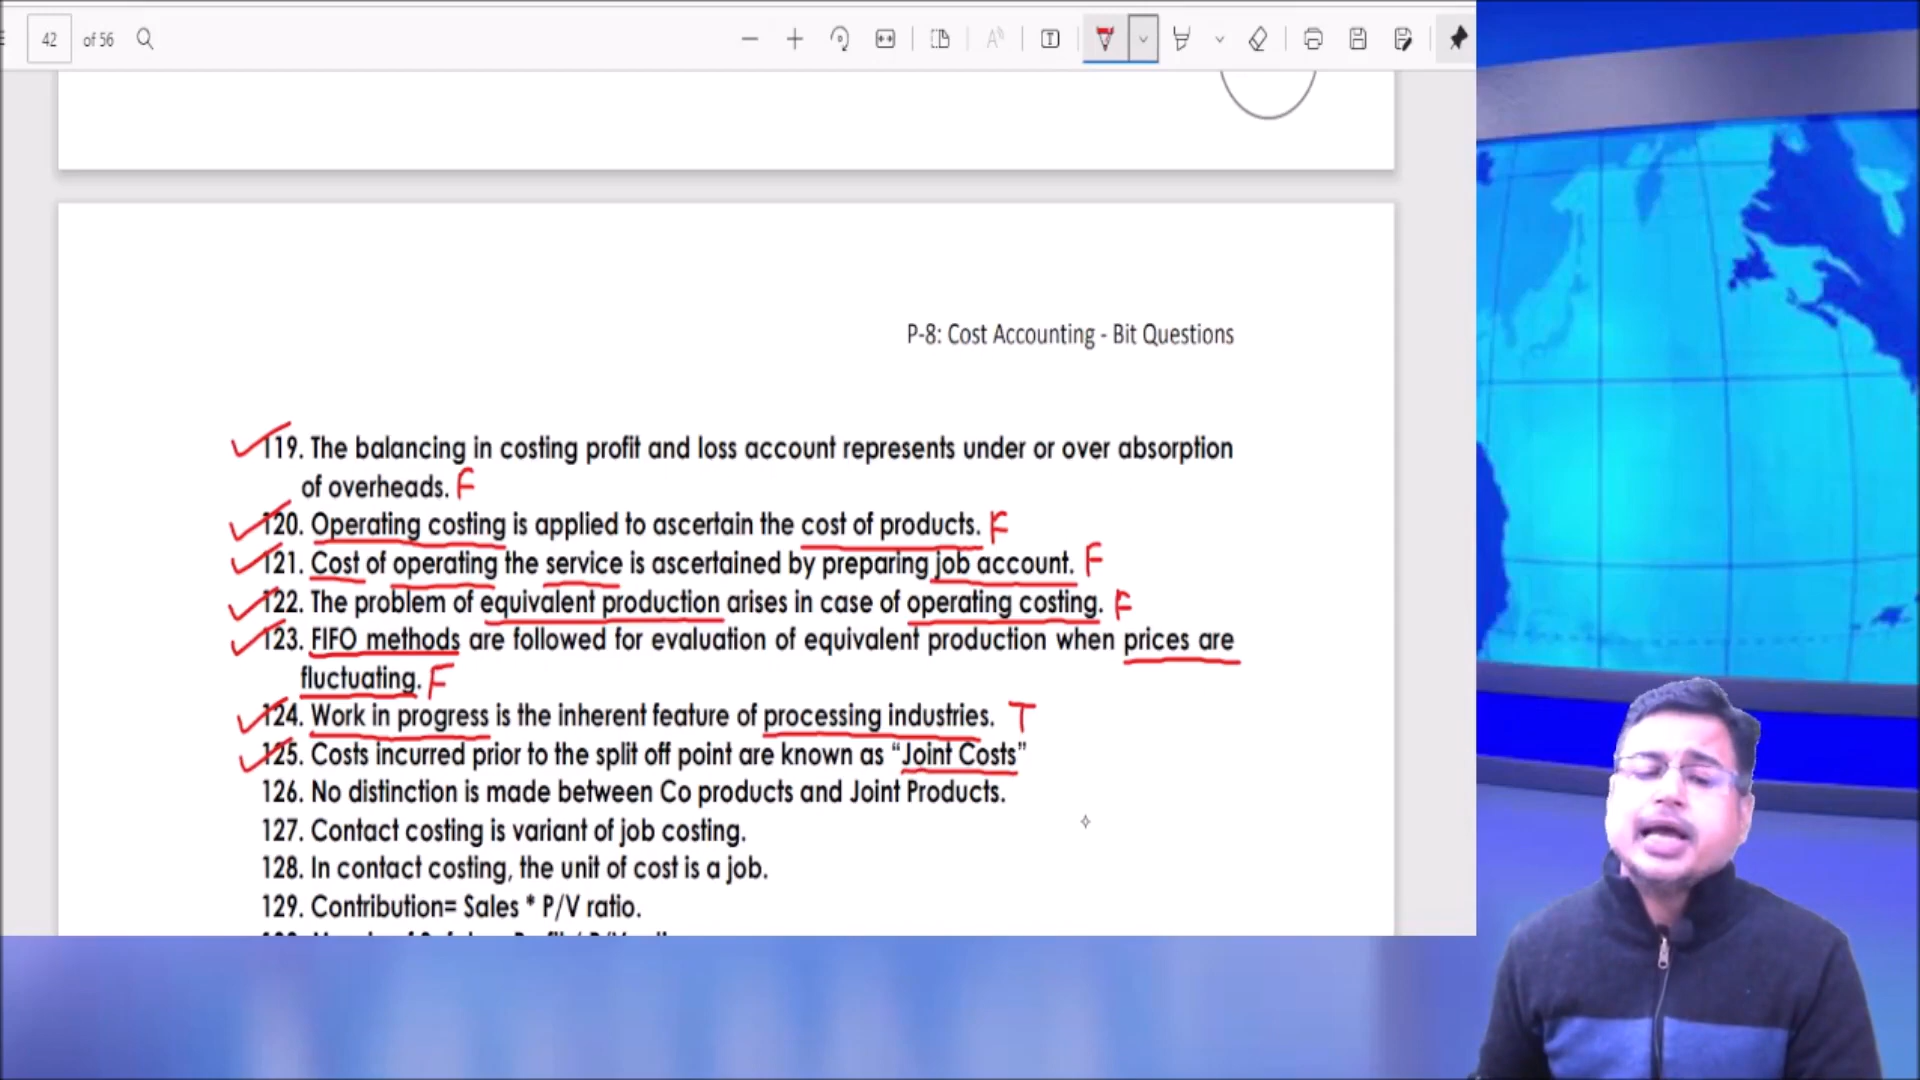 42 of 56
P-8: Cost Accounting - Bit Questions
119. The balancing in costing profit and loss account represents under or over absorption
of overheads. F
120. Operating costing is applied to ascertain the cost of products. F
121. Cost of operating the service is ascertained by preparing job account. F
122. The problem of equivalent production arises in case of operating costing. F
123. FIFO methods are followed for evaluation of equivalent production when prices are
fluctuating. F
124. Work in progress is the inherent feature of processing industries. T
125. Costs incurred prior to the split off point are known as “Joint Costs”
126. No distinction is made between Co products and Joint Products.
127. Contact costing is variant of job costing.
128. In contact costing, the unit of cost is a job.
129. Contribution= Sales * P/V ratio.